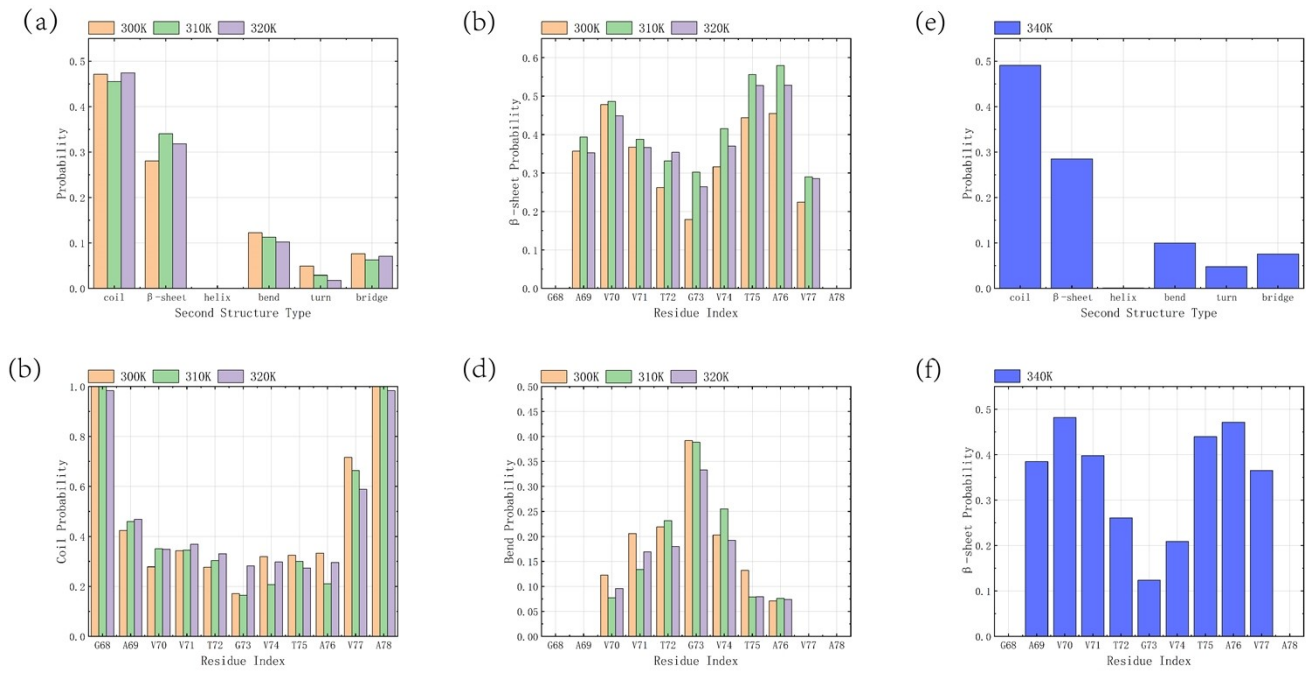 (a)
300K 310K 320K
0.5
0.4
0.3
0.2
0.1
0.0
Probability
coil β-sheet helix bend turn bridge
Second Structure Type
(b)
300K 310K 320K
0.6
0.5
0.4
0.3
0.2
0.1
0.0
β-sheet Probability
G68 A69 V70 V71 T72 G73 V74 T75 A76 V77 A78
Residue Index
(e)
340K
0.5
0.4
0.3
0.2
0.1
0.0
Probability
coil β-sheet helix bend turn bridge
Second Structure Type
(b)
300K 310K 320K
1.0
0.8
0.6
0.4
0.2
0.0
Coil Probability
G68 A69 V70 V71 T72 G73 V74 T75 A76 V77 A78
Residue Index
(d)
300K 310K 320K
0.50
0.45
0.40
0.35
0.30
0.25
0.20
0.15
0.10
0.05
0.00
Bend Probability
G68 A69 V70 V71 T72 G73 V74 T75 A76 V77 A78
Residue Index
(f)
340K
0.5
0.4
0.3
0.2
0.1
0.0
β-sheet Probability
G68 A69 V70 V71 T72 G73 V74 T75 A76 V77 A78
Residue Index